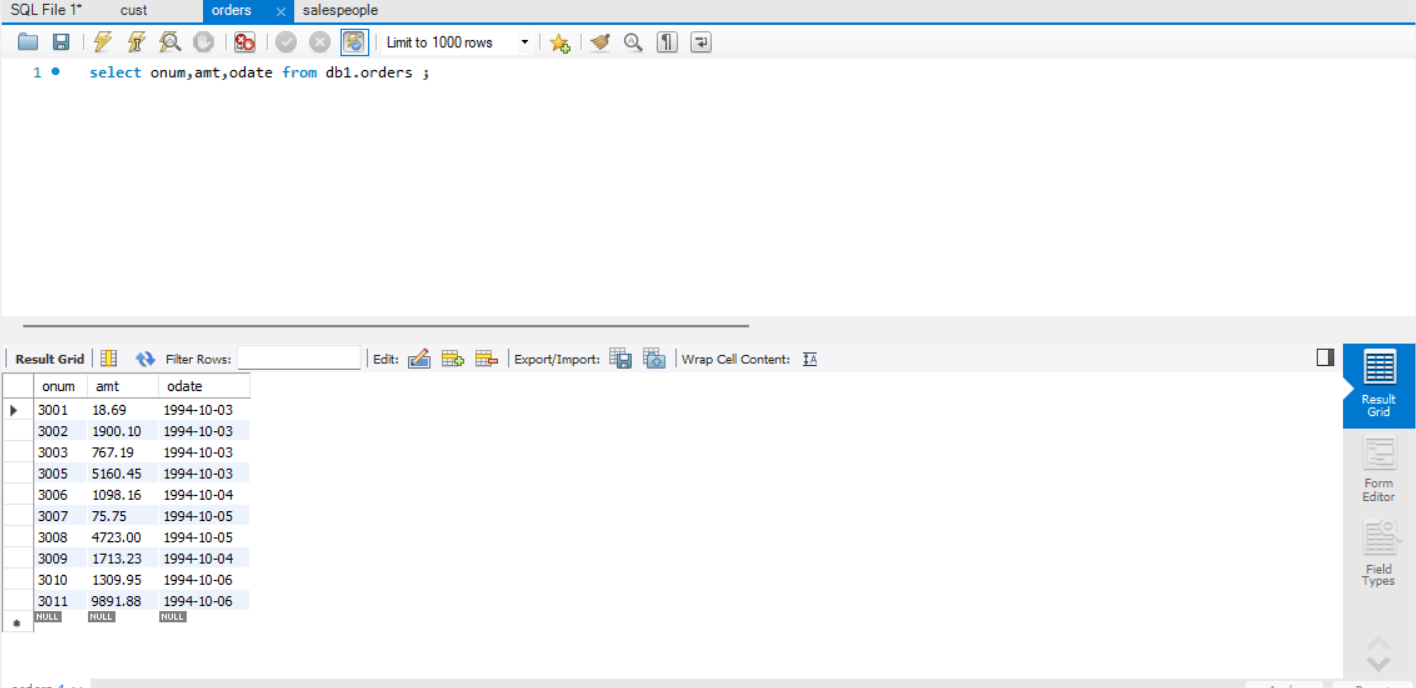 SQL File 1* cust orders × salespeople
Limit to 1000 rows
1 select onum,amt,odate from db1.orders ;
Result Grid Filter Rows: Edit: Export/Import: Wrap Cell Content:
onum amt odate
3001 18.69 1994-10-03
3002 1900.10 1994-10-03
3003 767.19 1994-10-03
3005 5160.45 1994-10-03
3006 1098.16 1994-10-04
3007 75.75 1994-10-05
3008 4723.00 1994-10-05
3009 1713.23 1994-10-04
3010 1309.95 1994-10-06
3011 9891.88 1994-10-06
NULL NULL NULL
Result
Grid
Form
Editor
Field
Types